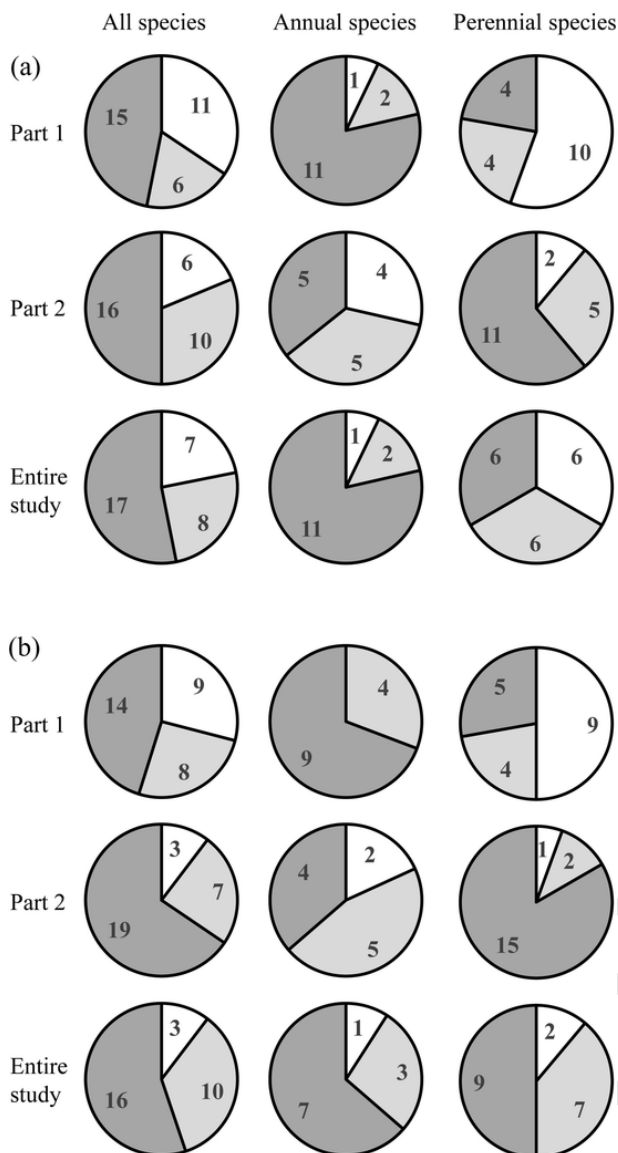 All species Annual species Perennial species
(a)
Part 1
15 11 6
1 2 11
4 4 10
Part 2
16 6 10
5 4 5
2 5 11
Entire
study
7 17 8
1 2 11
6 6 6
(b)
Part 1
14 9 8
4 9
5 9 4
Part 2
3 7 19
4 2 5
1 2 15
Entire
study
3 16 10
1 3 7
2 9 7